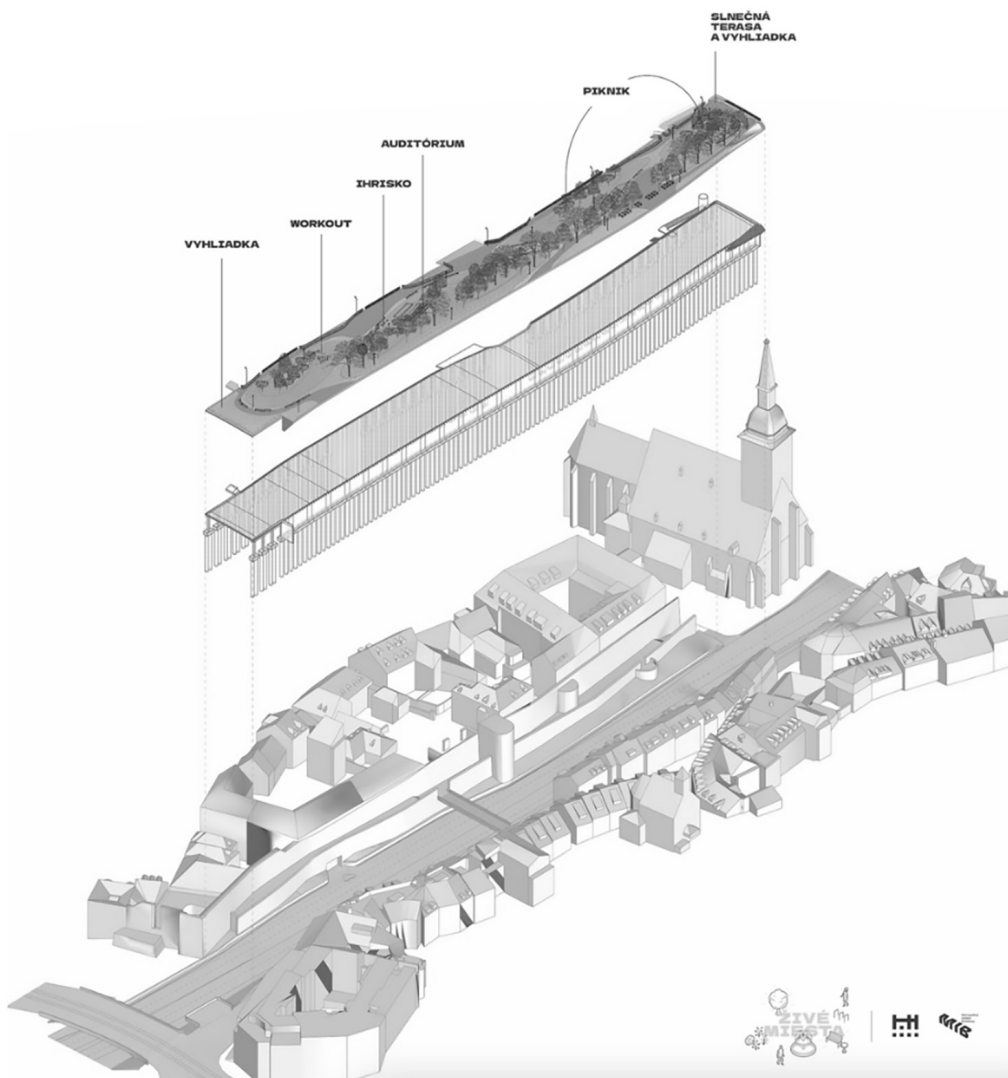 SLNEČNÁ
TERASA
A VYHLIADKA
PIKNIK
AUDITÓRIUM
IHRISKO
WORKOUT
VYHLIADKA
ŽIVÉ
MIESTA